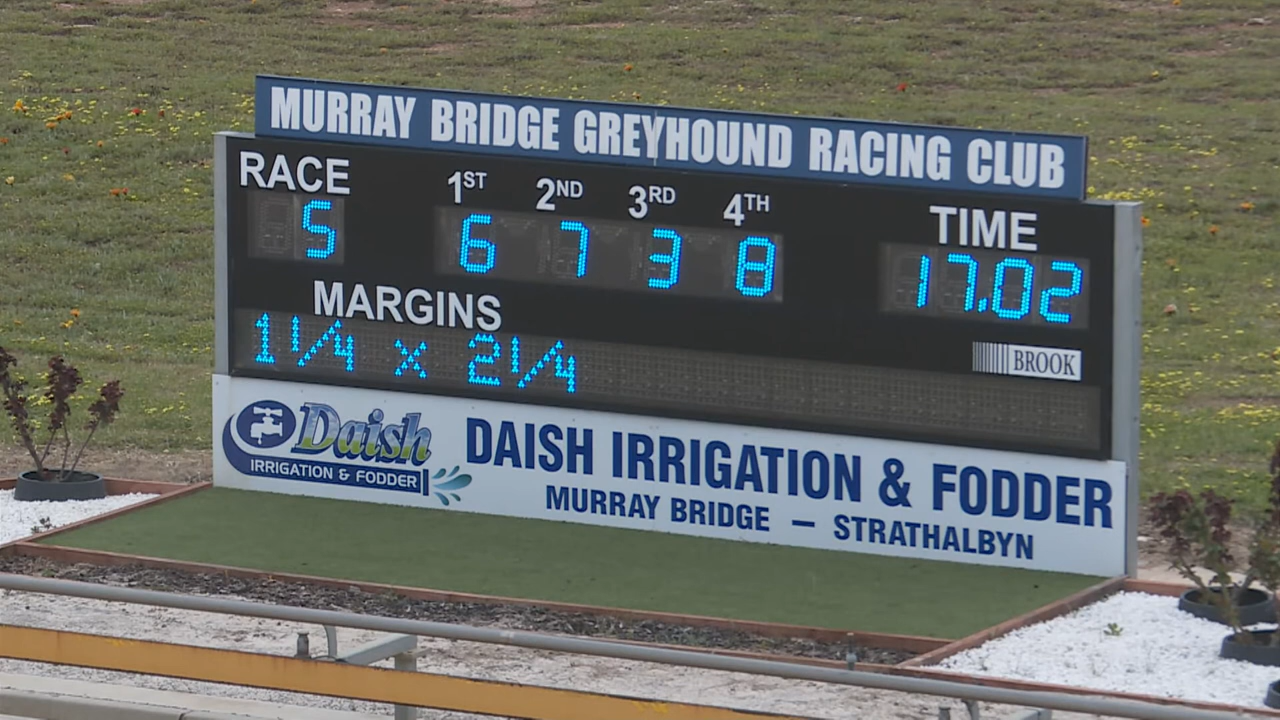 MURRAY BRIDGE GREYHOUND RACING CLUB
RACE 1ST 2ND 3RD 4TH TIME
5 6 7 3 8 17.02
MARGINS
1 1/4 x 2 1/4
BROOK
Daish
IRRIGATION & FODDER
DAISH IRRIGATION & FODDER
MURRAY BRIDGE – STRATHALBYN